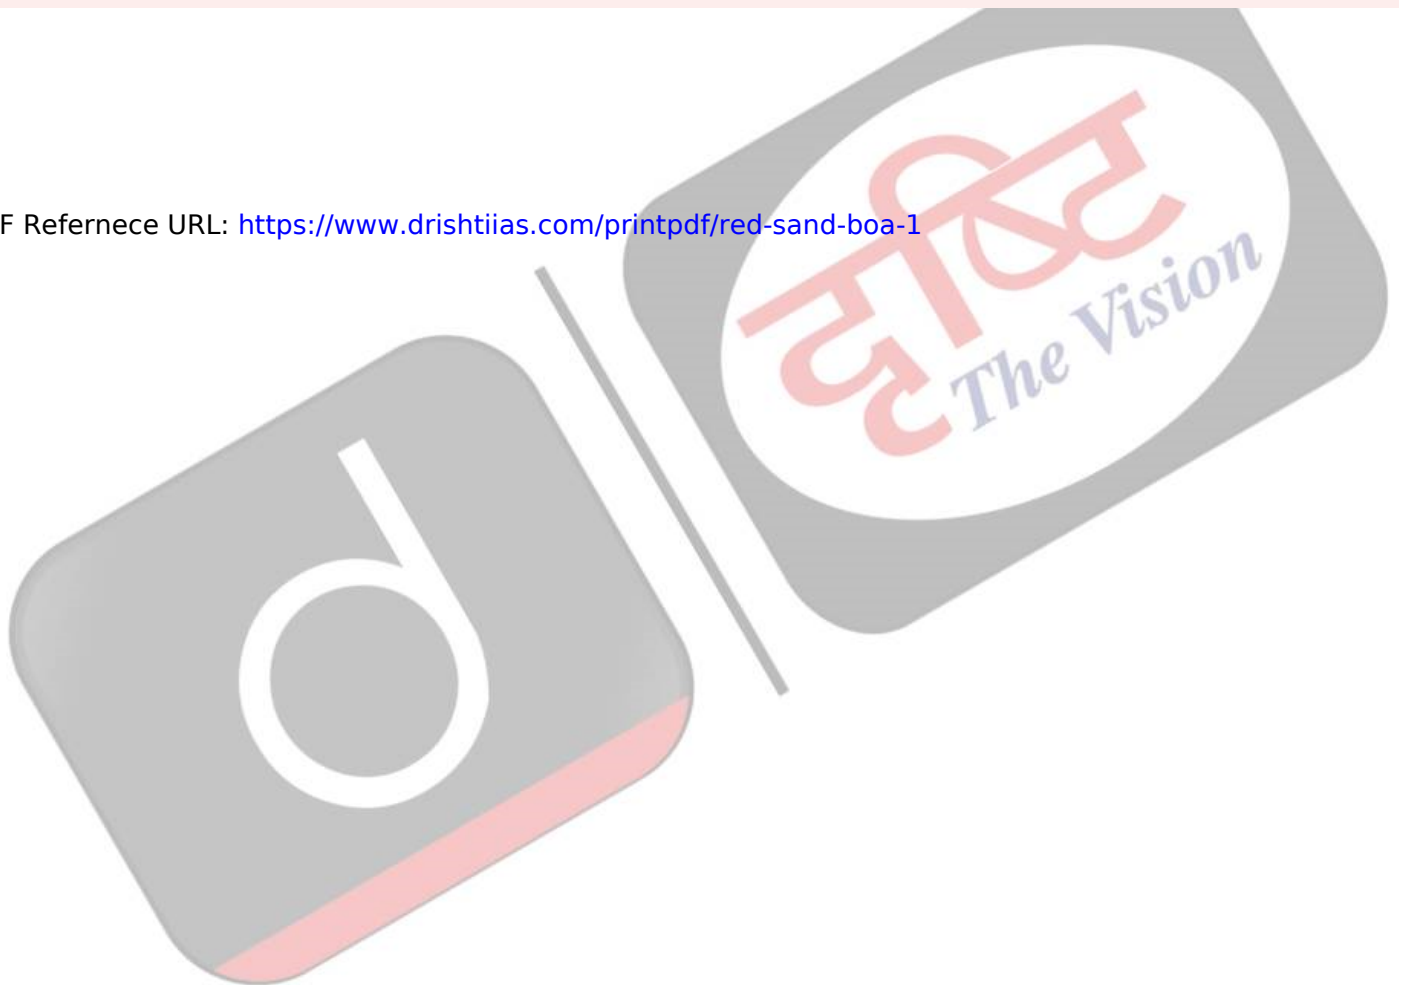 F Refernece URL: https://www.drishtiias.com/printpdf/red-sand-boa-1
दृष्टि
The Vision
d